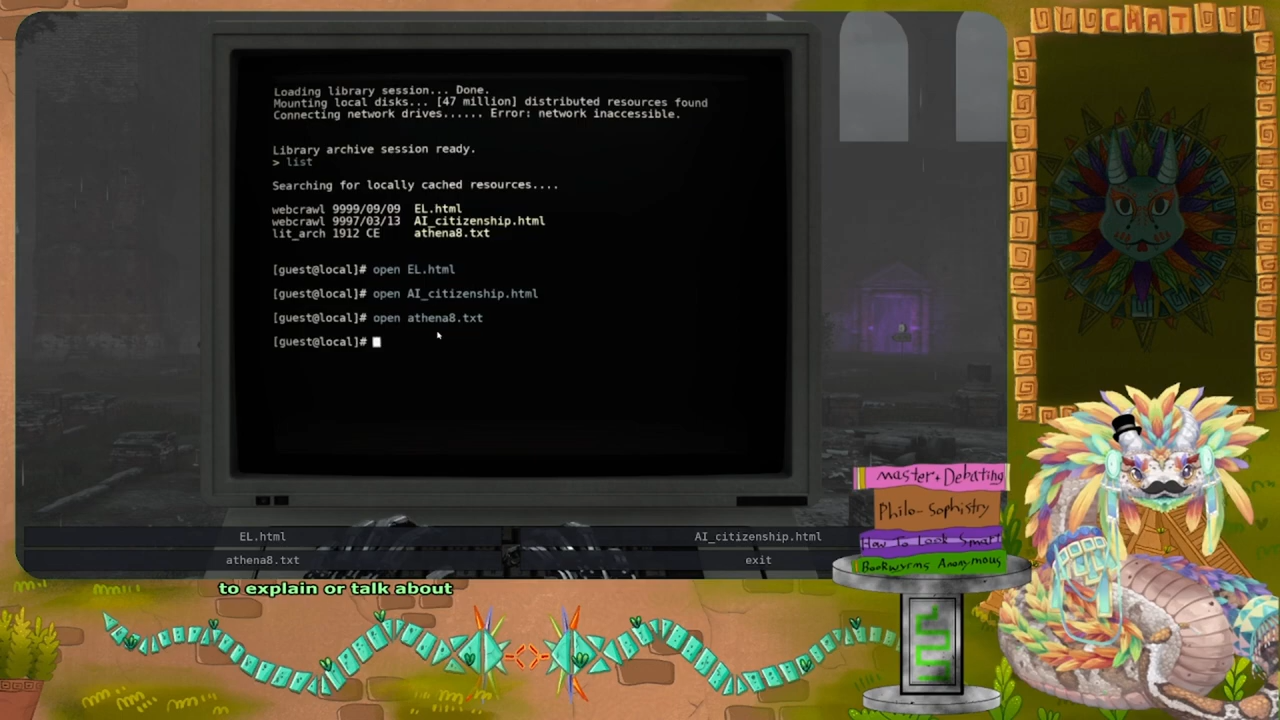 CHAT
Loading library session... Done.
Mounting local disks... [47 million] distributed resources found
Connecting network drives...... Error: network inaccessible.
Library archive session ready.
> list
Searching for locally cached resources....
webcrawl 9999/09/09 EL.html
webcrawl 9997/03/13 AI_citizenship.html
lit_arch 1912 CE athena8.txt
[guest@local]# open EL.html
[guest@local]# open AI_citizenship.html
[guest@local]# open athena8.txt
[guest@local]#
EL.html
AI_citizenship.html
athena8.txt
exit
Master+Debating
Philo-Sophistry
How To Look Smart
Bookwyrms Anonymous
to explain or talk about